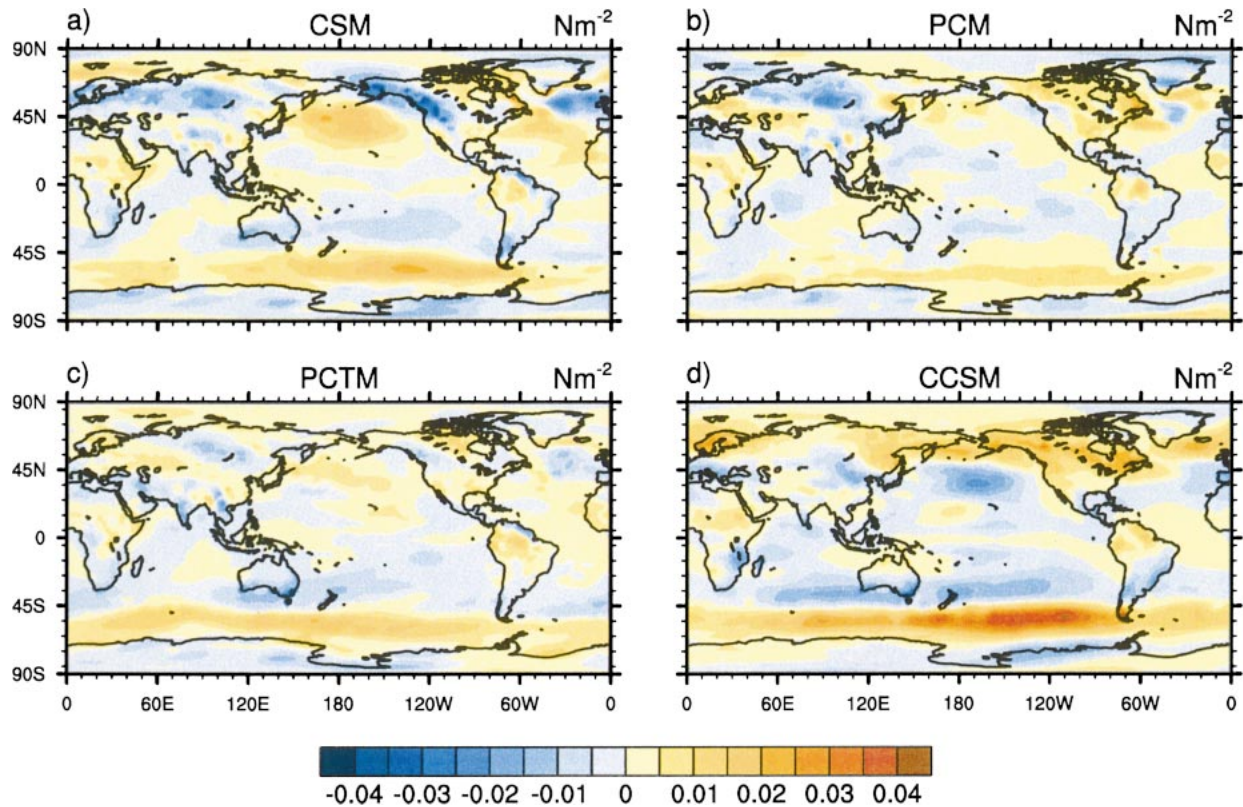 a) CSM Nm-2
b) PCM Nm-2
90N
45N
0
45S
90S
c) PCTM Nm-2
d) CCSM Nm-2
90N
45N
0
45S
90S
0 60E 120E 180 120W 60W 0
0 60E 120E 180 120W 60W 0
-0.04 -0.03 -0.02 -0.01 0 0.01 0.02 0.03 0.04